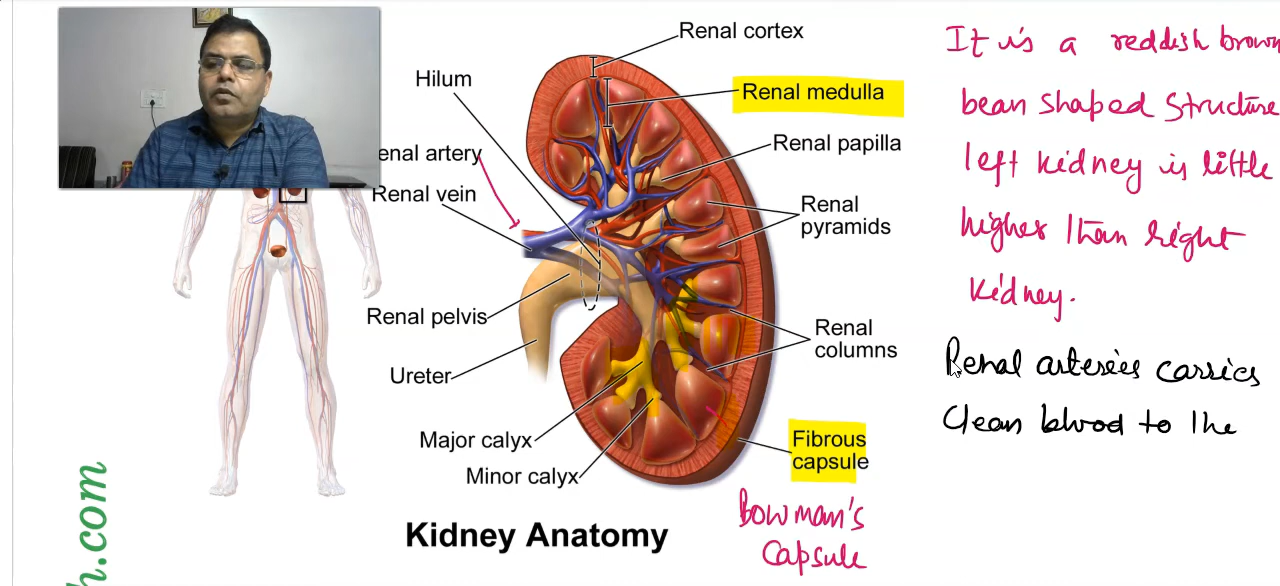 Renal cortex
Hilum
Renal medulla
enal artery
Renal papilla
Renal vein
Renal
pyramids
Renal pelvis
Renal
columns
Ureter
Major calyx
Fibrous
capsule
Minor calyx
Kidney Anatomy
Bowman's
Capsule
It is a reddish brown
bean shaped Structure
left kidney is little
higher than right
kidney.
Renal arteries carries
Clean blood to the
h.com